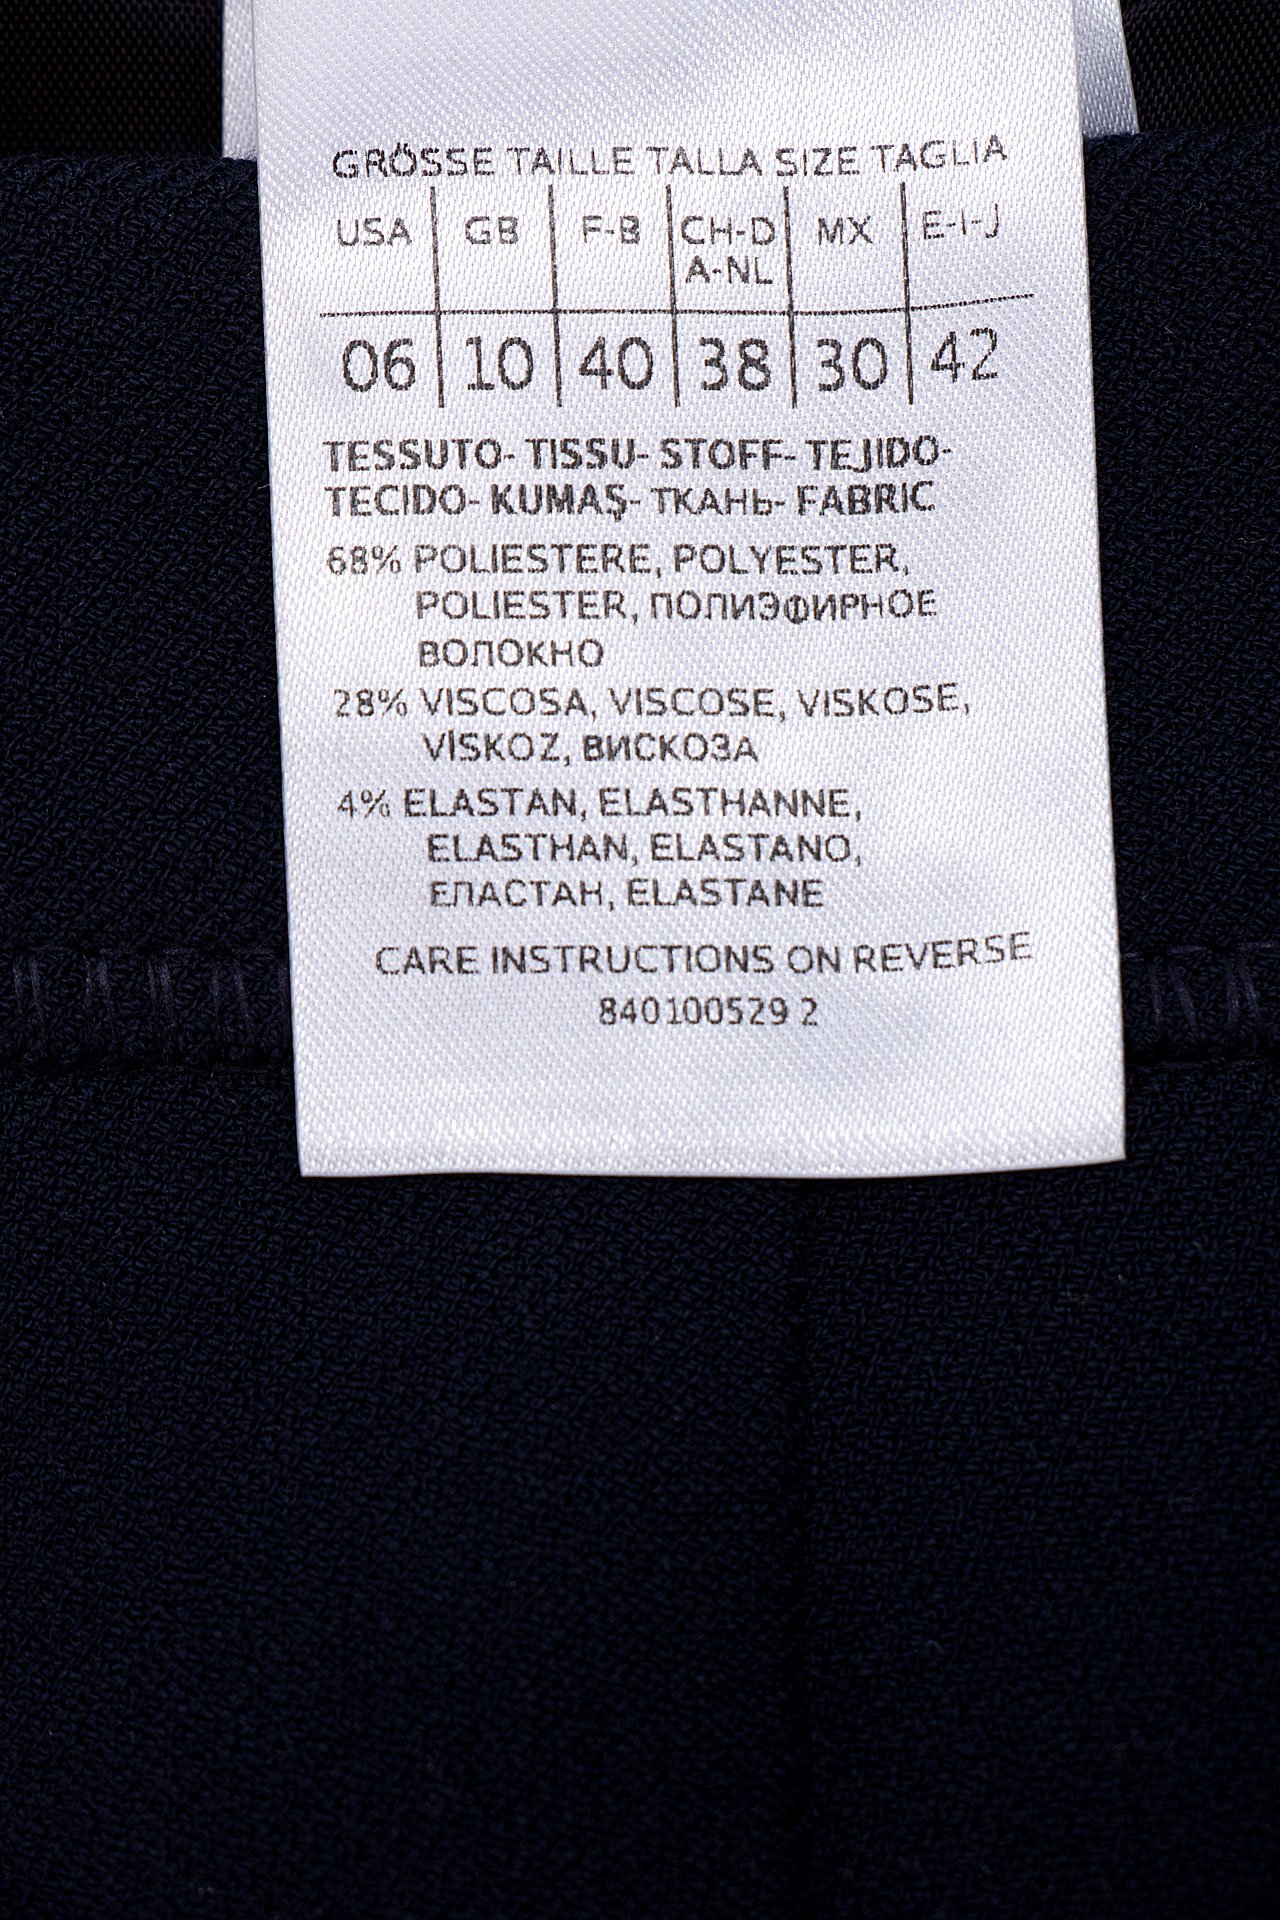 GRÖSSE TAILLE TALLA SIZE TAGLIA
USA GB F-B CH-D A-NL MX E-I-J
06 10 40 38 30 42
TESSUTO- TISSU- STOFF- TEJIDO-
TECIDO- KUMAŞ- ТКАНЬ- FABRIC
68% POLIESTERE, POLYESTER,
POLIESTER, ПОЛИЭФИРНОЕ
ВОЛОКНО
28% VISCOSA, VISCOSE, VISKOSE,
VİSKOZ, ВИСКОЗА
4% ELASTAN, ELASTHANNE,
ELASTHAN, ELASTANO,
ЕЛАСТАН, ELASTANE
CARE INSTRUCTIONS ON REVERSE
840100529 2